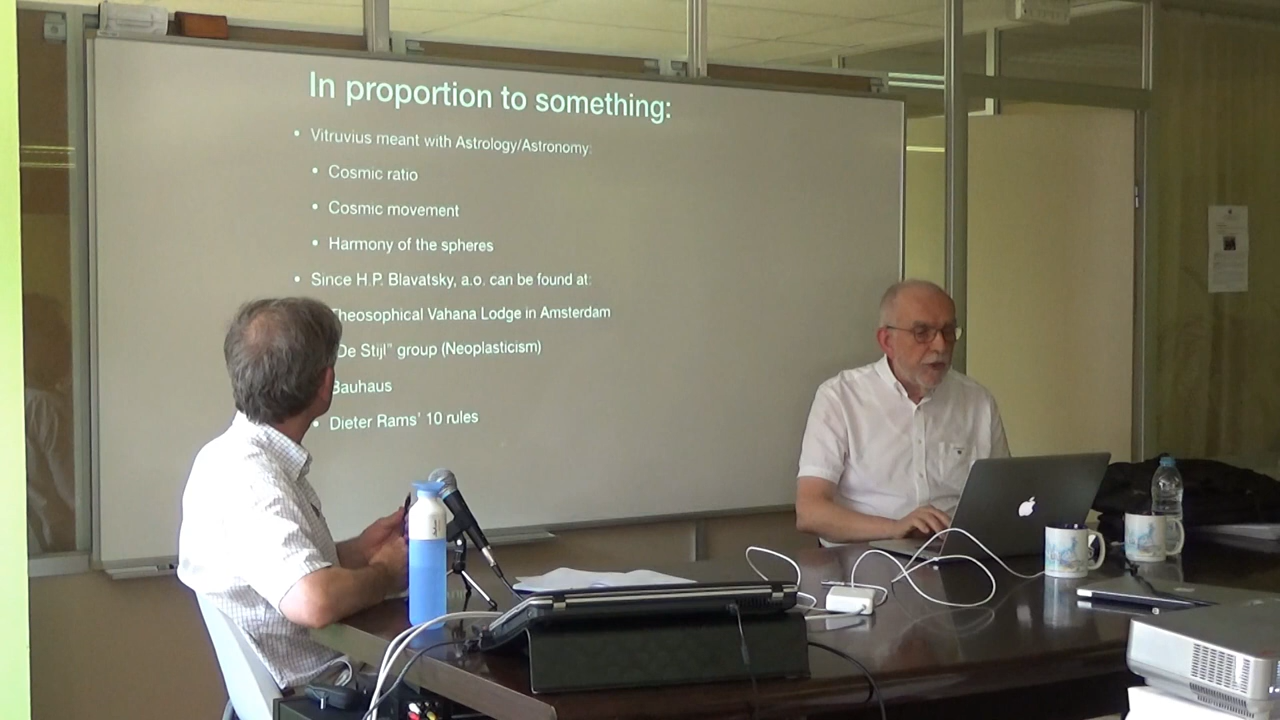 In proportion to something:
• Vitruvius meant with Astrology/Astronomy:
• Cosmic ratio
• Cosmic movement
• Harmony of the spheres
• Since H.P. Blavatsky, a.o. can be found at:
Theosophical Vahana Lodge in Amsterdam
"De Stijl" group (Neoplasticism)
Bauhaus
• Dieter Rams' 10 rules